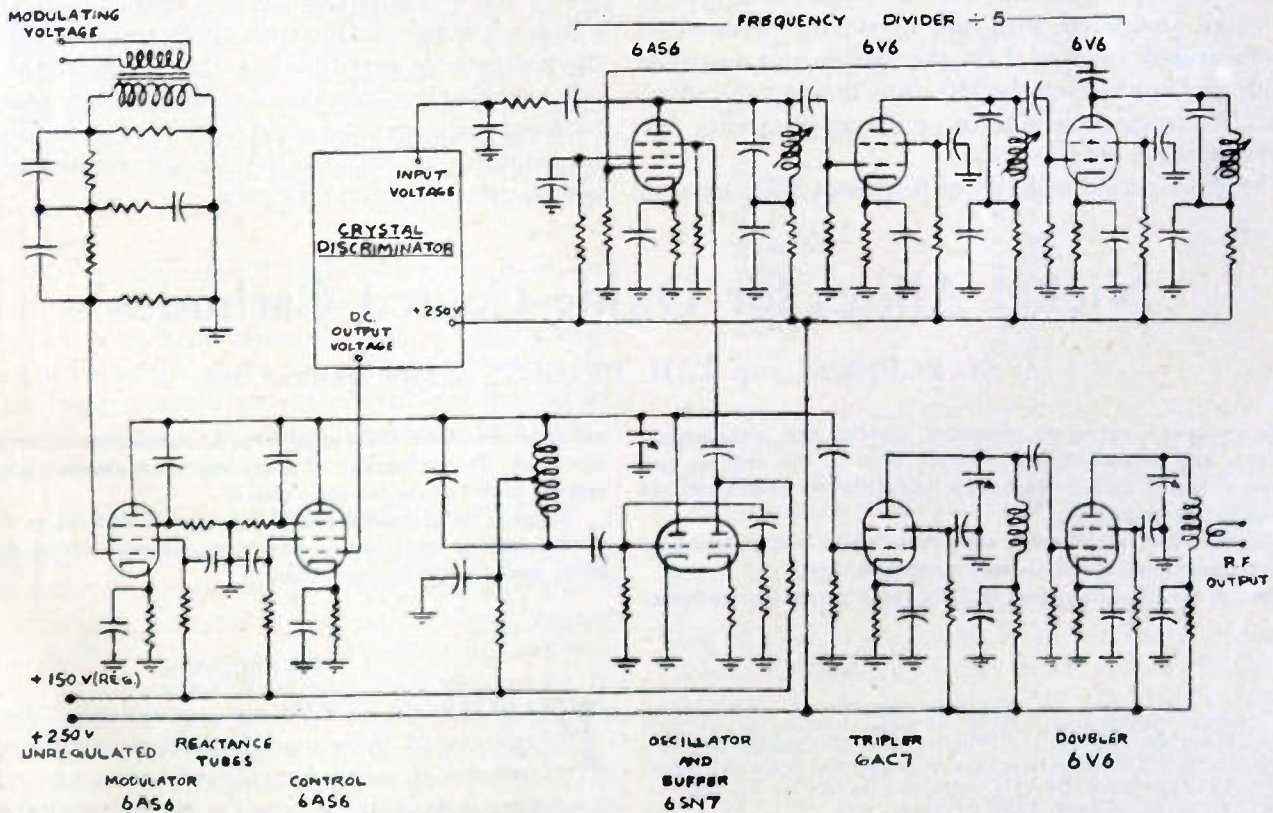 MODULATING
VOLTAGE
FREQUENCY DIVIDER ÷ 5
6AS6
6V6
6V6
INPUT
VOLTAGE
CRYSTAL
DISCRIMINATOR
D.C.
OUTPUT
VOLTAGE
+250V
R.F.
OUTPUT
+150 V (REG.)
+250V
UNREGULATED
REACTANCE
TUBES
MODULATOR
6AS6
CONTROL
6AS6
OSCILLATOR
AND
BUFFER
6SN7
TRIPLER
6AC7
DOUBLER
6V6